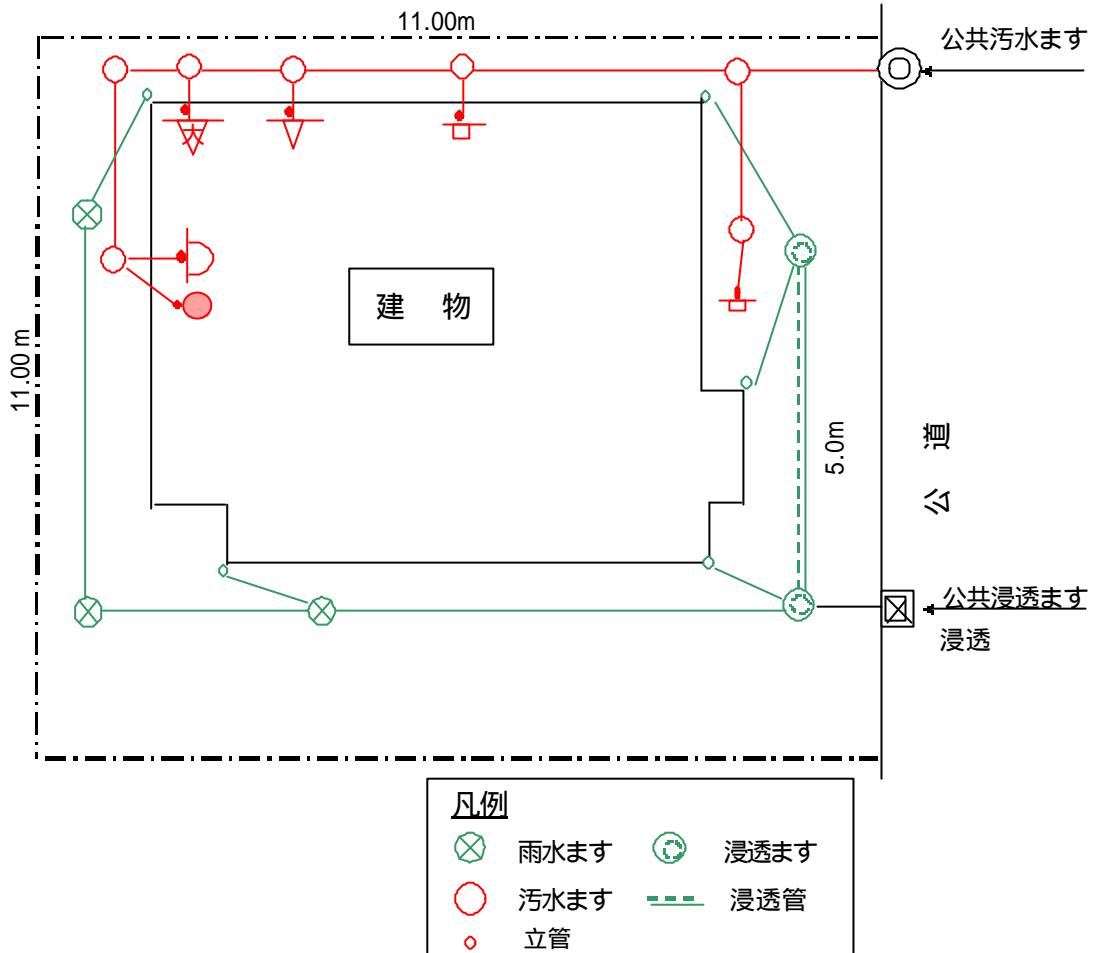 11.00m
公共汚水ます
11.00 m
建 物
5.0m
公 道
公共浸透ます
浸透
凡例
雨水ます 浸透ます
汚水ます 浸透管
立管